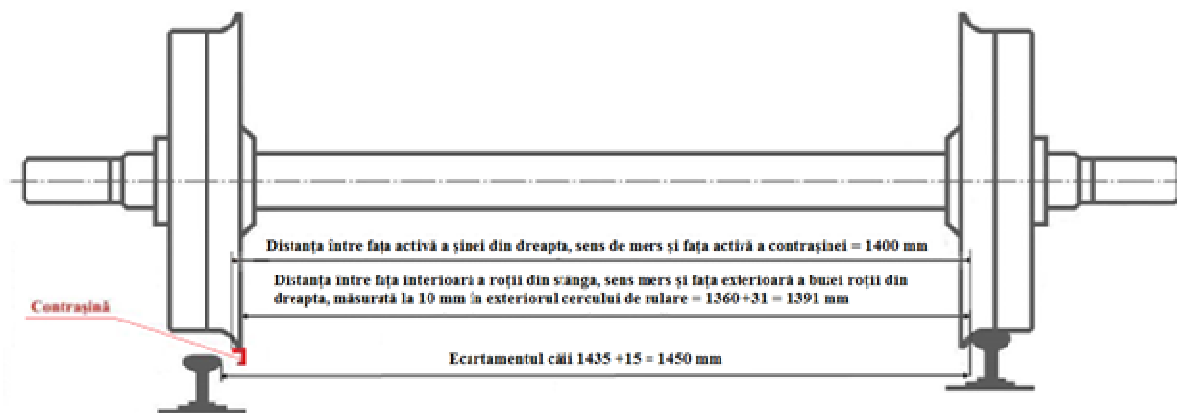 Distanța între fața activă a șinei din dreapta, sens de mers și fața activă a contrașinei = 1400 mm
Distanța între fața interioară a roții din stânga, sens mers și fața exterioară a buzei roții din
dreapta, măsurată la 10 mm în exteriorul cercului de rulare = 1360 +31 = 1391 mm
Contrașină
Ecartamentul căii 1435 +15 = 1450 mm